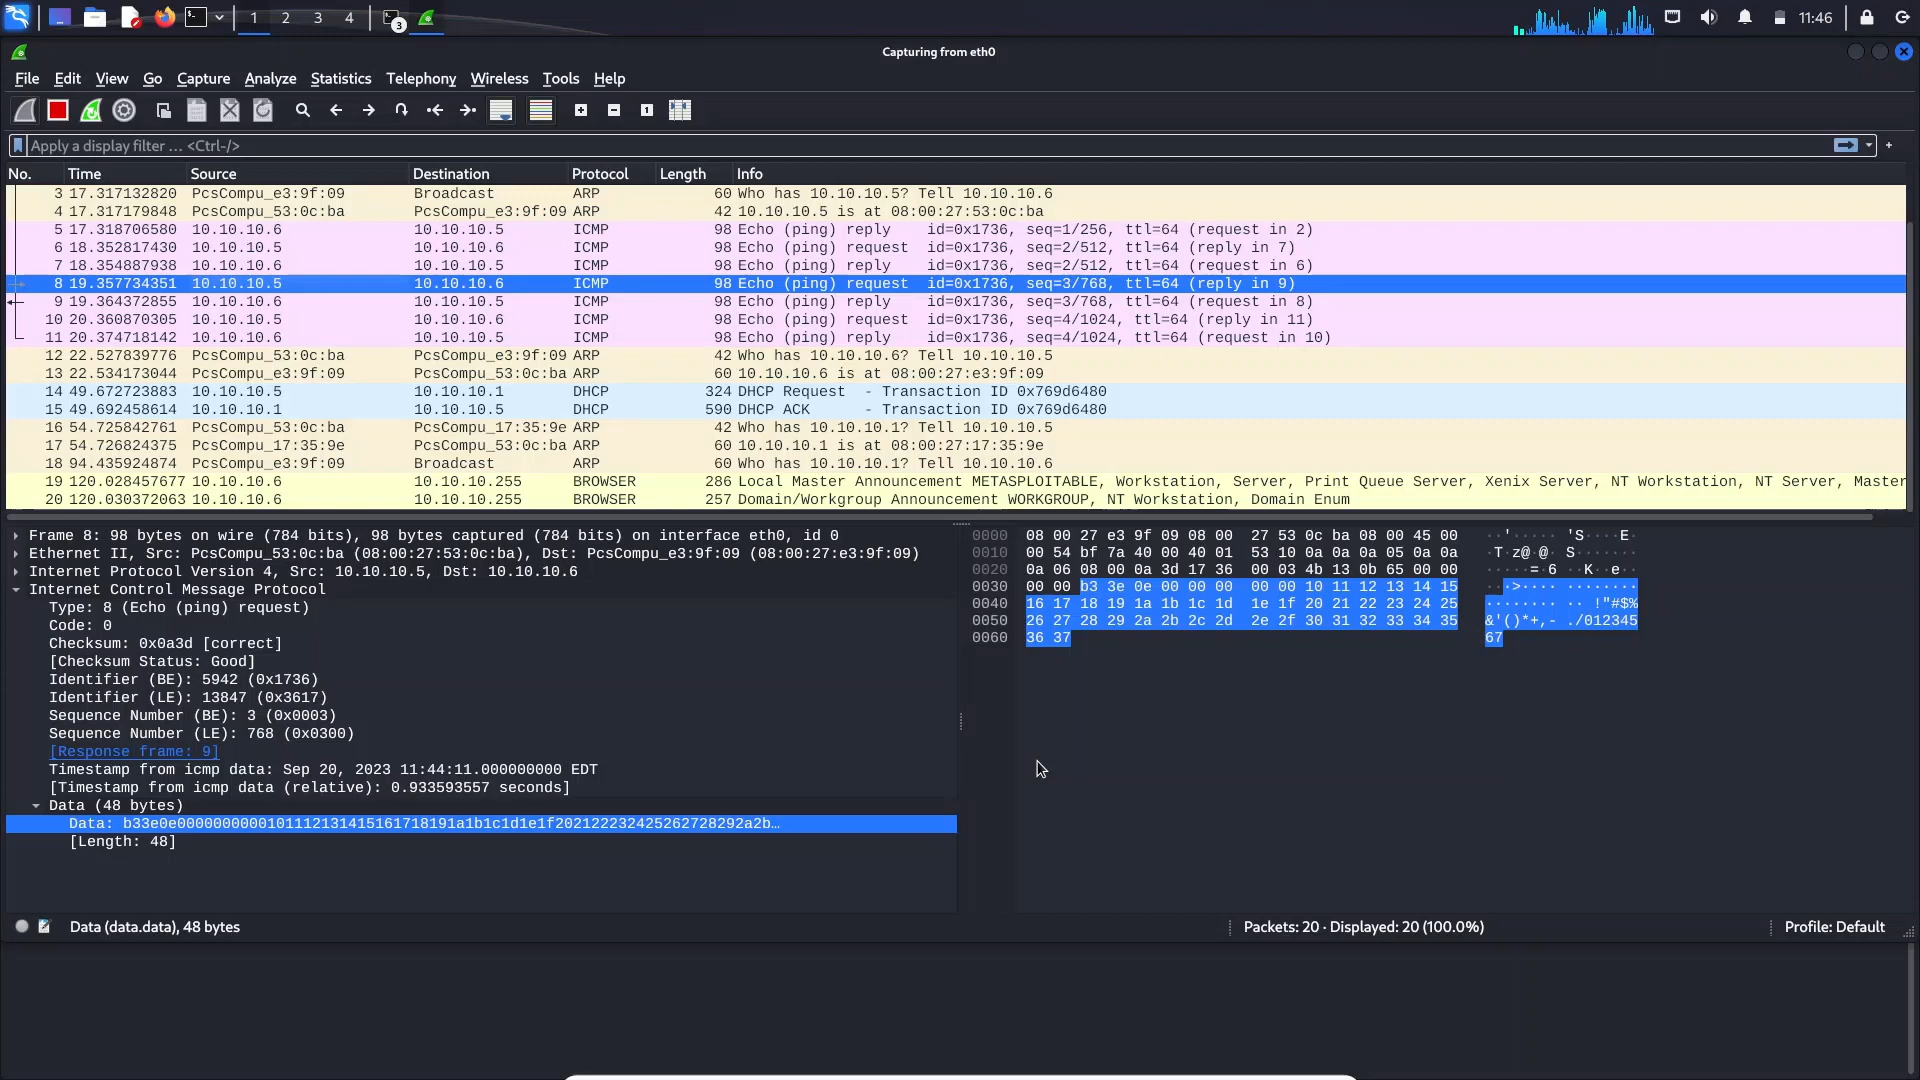 1 2 3 4 3 11:46
Capturing from eth0
File Edit View Go Capture Analyze Statistics Telephony Wireless Tools Help
Apply a display filter … <Ctrl-/>
No. Time Source Destination Protocol Length Info
3 17.317132820 PcsCompu_e3:9f:09 Broadcast ARP 60 Who has 10.10.10.5? Tell 10.10.10.6
4 17.317179848 PcsCompu_53:0c:ba PcsCompu_e3:9f:09 ARP 42 10.10.10.5 is at 08:00:27:53:0c:ba
5 17.318706580 10.10.10.6 10.10.10.5 ICMP 98 Echo (ping) reply id=0x1736, seq=1/256, ttl=64 (request in 2)
6 18.352817430 10.10.10.5 10.10.10.6 ICMP 98 Echo (ping) request id=0x1736, seq=2/512, ttl=64 (reply in 7)
7 18.354887938 10.10.10.6 10.10.10.5 ICMP 98 Echo (ping) reply id=0x1736, seq=2/512, ttl=64 (request in 6)
8 19.357734351 10.10.10.5 10.10.10.6 ICMP 98 Echo (ping) request id=0x1736, seq=3/768, ttl=64 (reply in 9)
9 19.364372855 10.10.10.6 10.10.10.5 ICMP 98 Echo (ping) reply id=0x1736, seq=3/768, ttl=64 (request in 8)
10 20.360870305 10.10.10.5 10.10.10.6 ICMP 98 Echo (ping) request id=0x1736, seq=4/1024, ttl=64 (reply in 11)
11 20.374718142 10.10.10.6 10.10.10.5 ICMP 98 Echo (ping) reply id=0x1736, seq=4/1024, ttl=64 (request in 10)
12 22.527839776 PcsCompu_53:0c:ba PcsCompu_e3:9f:09 ARP 42 Who has 10.10.10.6? Tell 10.10.10.5
13 22.534173044 PcsCompu_e3:9f:09 PcsCompu_53:0c:ba ARP 60 10.10.10.6 is at 08:00:27:e3:9f:09
14 49.672723883 10.10.10.5 10.10.10.1 DHCP 324 DHCP Request - Transaction ID 0x769d6480
15 49.692458614 10.10.10.1 10.10.10.5 DHCP 590 DHCP ACK - Transaction ID 0x769d6480
16 54.725842761 PcsCompu_53:0c:ba PcsCompu_17:35:9e ARP 42 Who has 10.10.10.1? Tell 10.10.10.5
17 54.726824375 PcsCompu_17:35:9e PcsCompu_53:0c:ba ARP 60 10.10.10.1 is at 08:00:27:17:35:9e
18 94.435924874 PcsCompu_e3:9f:09 Broadcast ARP 60 Who has 10.10.10.1? Tell 10.10.10.6
19 120.028457677 10.10.10.6 10.10.10.255 BROWSER 286 Local Master Announcement METASPLOITABLE, Workstation, Server, Print Queue Server, Xenix Server, NT Workstation, NT Server, Master
20 120.030372063 10.10.10.6 10.10.10.255 BROWSER 257 Domain/Workgroup Announcement WORKGROUP, NT Workstation, Domain Enum
Frame 8: 98 bytes on wire (784 bits), 98 bytes captured (784 bits) on interface eth0, id 0
Ethernet II, Src: PcsCompu_53:0c:ba (08:00:27:53:0c:ba), Dst: PcsCompu_e3:9f:09 (08:00:27:e3:9f:09)
Internet Protocol Version 4, Src: 10.10.10.5, Dst: 10.10.10.6
Internet Control Message Protocol
Type: 8 (Echo (ping) request)
Code: 0
Checksum: 0x0a3d [correct]
[Checksum Status: Good]
Identifier (BE): 5942 (0x1736)
Identifier (LE): 13847 (0x3617)
Sequence Number (BE): 3 (0x0003)
Sequence Number (LE): 768 (0x0300)
[Response frame: 9]
Timestamp from icmp data: Sep 20, 2023 11:44:11.000000000 EDT
[Timestamp from icmp data (relative): 0.933593557 seconds]
Data (48 bytes)
Data: b33e0e0000000000101112131415161718191a1b1c1d1e1f202122232425262728292a2b…
[Length: 48]
0000 08 00 27 e3 9f 09 08 00 27 53 0c ba 08 00 45 00 ··'····· 'S····E·
0010 00 54 bf 7a 40 00 40 01 53 10 0a 0a 0a 05 0a 0a ·T·z@·@· S·······
0020 0a 06 08 00 0a 3d 17 36 00 03 4b 13 0b 65 00 00 ·····=·6 ··K··e··
0030 00 00 b3 3e 0e 00 00 00 00 00 10 11 12 13 14 15 ···>···· ········
0040 16 17 18 19 1a 1b 1c 1d 1e 1f 20 21 22 23 24 25 ········ ·· !"#$%
0050 26 27 28 29 2a 2b 2c 2d 2e 2f 30 31 32 33 34 35 &'()*+,- ./012345
0060 36 37 67
Data (data.data), 48 bytes Packets: 20 · Displayed: 20 (100.0%) Profile: Default